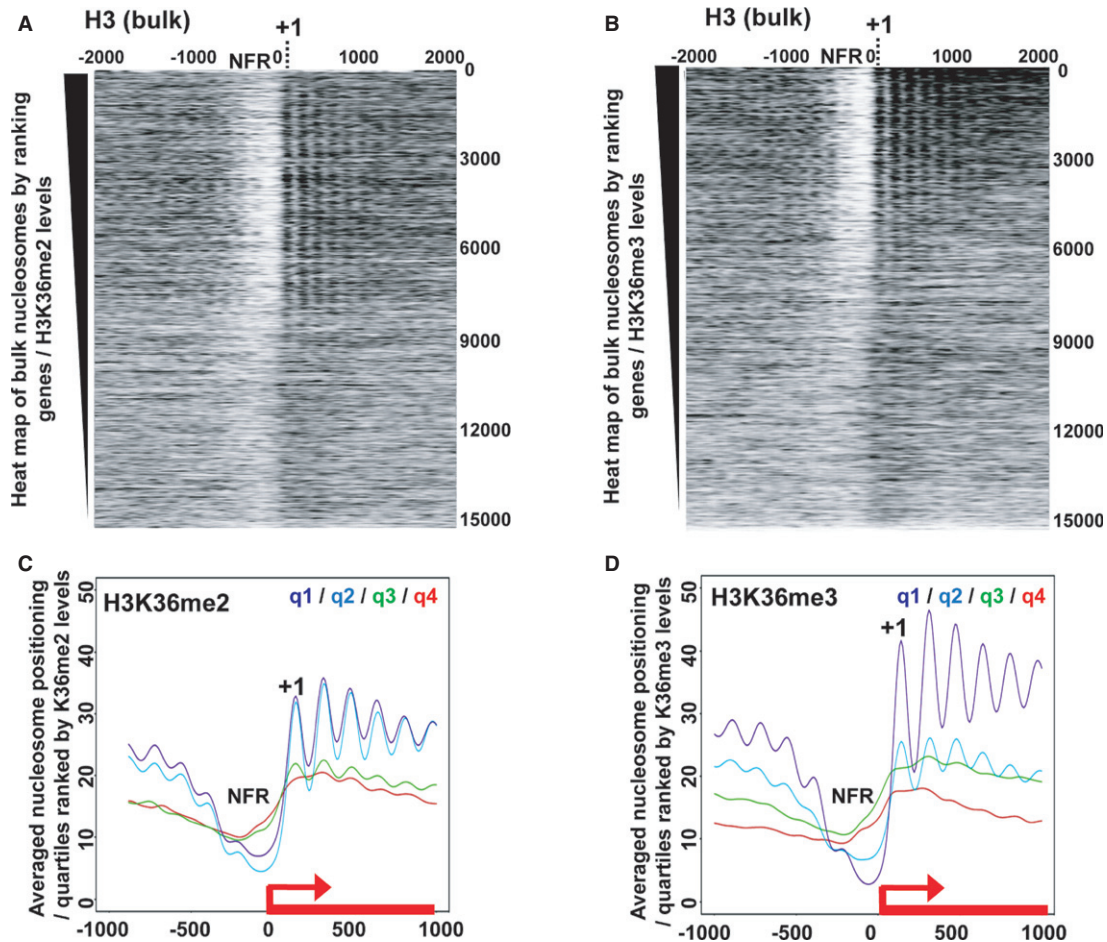 A
H3 (bulk)
+1
-2000 -1000 NFR 0 1000 2000
0
3000
6000
9000
12000
15000
Heat map of bulk nucleosomes by ranking
genes / H3K36me2 levels
B
H3 (bulk)
+1
-2000 -1000 NFR 0 1000 2000
0
3000
6000
9000
12000
15000
Heat map of bulk nucleosomes by ranking
genes / H3K36me3 levels
C
H3K36me2
q1 / q2 / q3 / q4
+1
NFR
50
40
30
20
10
0
Averaged nucleosome positioning
/ quartiles ranked by K36me2 levels
-1000 -500 0 500 1000
D
H3K36me3
q1 / q2 / q3 / q4
+1
NFR
50
40
30
20
10
0
Averaged nucleosome positioning
/ quartiles ranked by K36me3 levels
-1000 -500 0 500 1000